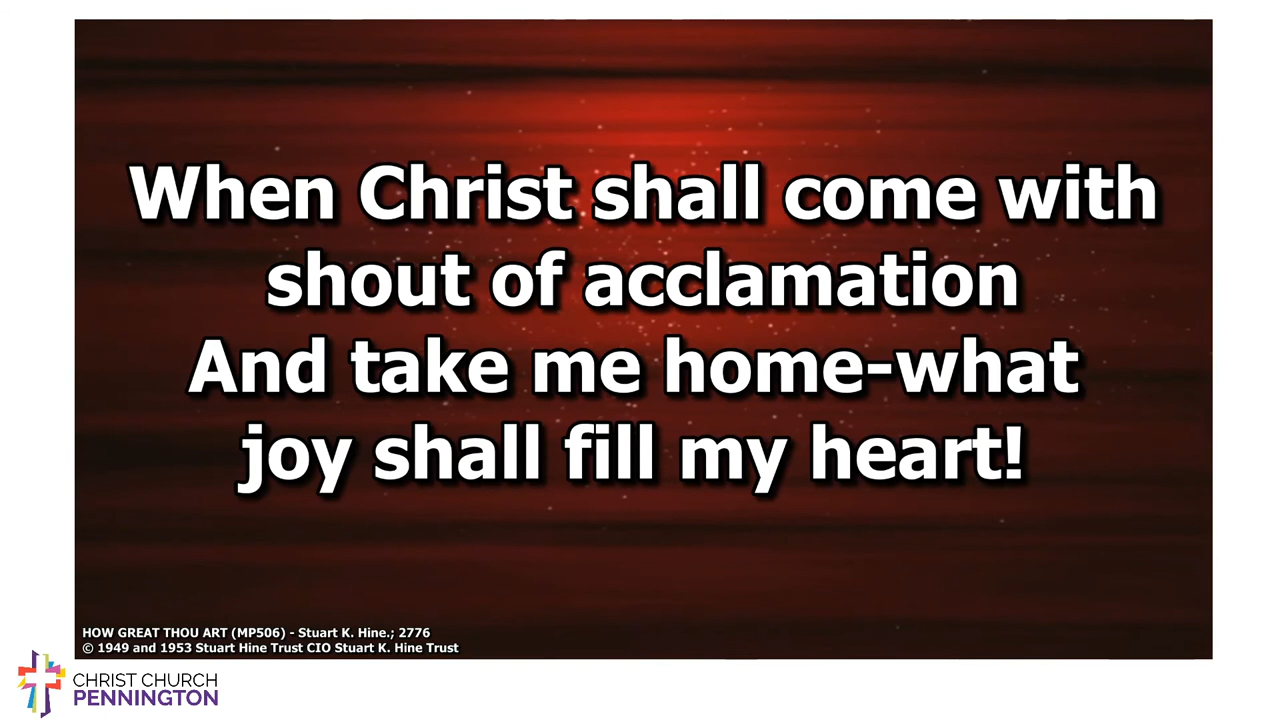 When Christ shall come with
shout of acclamation
And take me home-what
joy shall fill my heart!
HOW GREAT THOU ART (MP506) - Stuart K. Hine.; 2776
© 1949 and 1953 Stuart Hine Trust CIO Stuart K. Hine Trust
CHRIST CHURCH
PENNINGTON